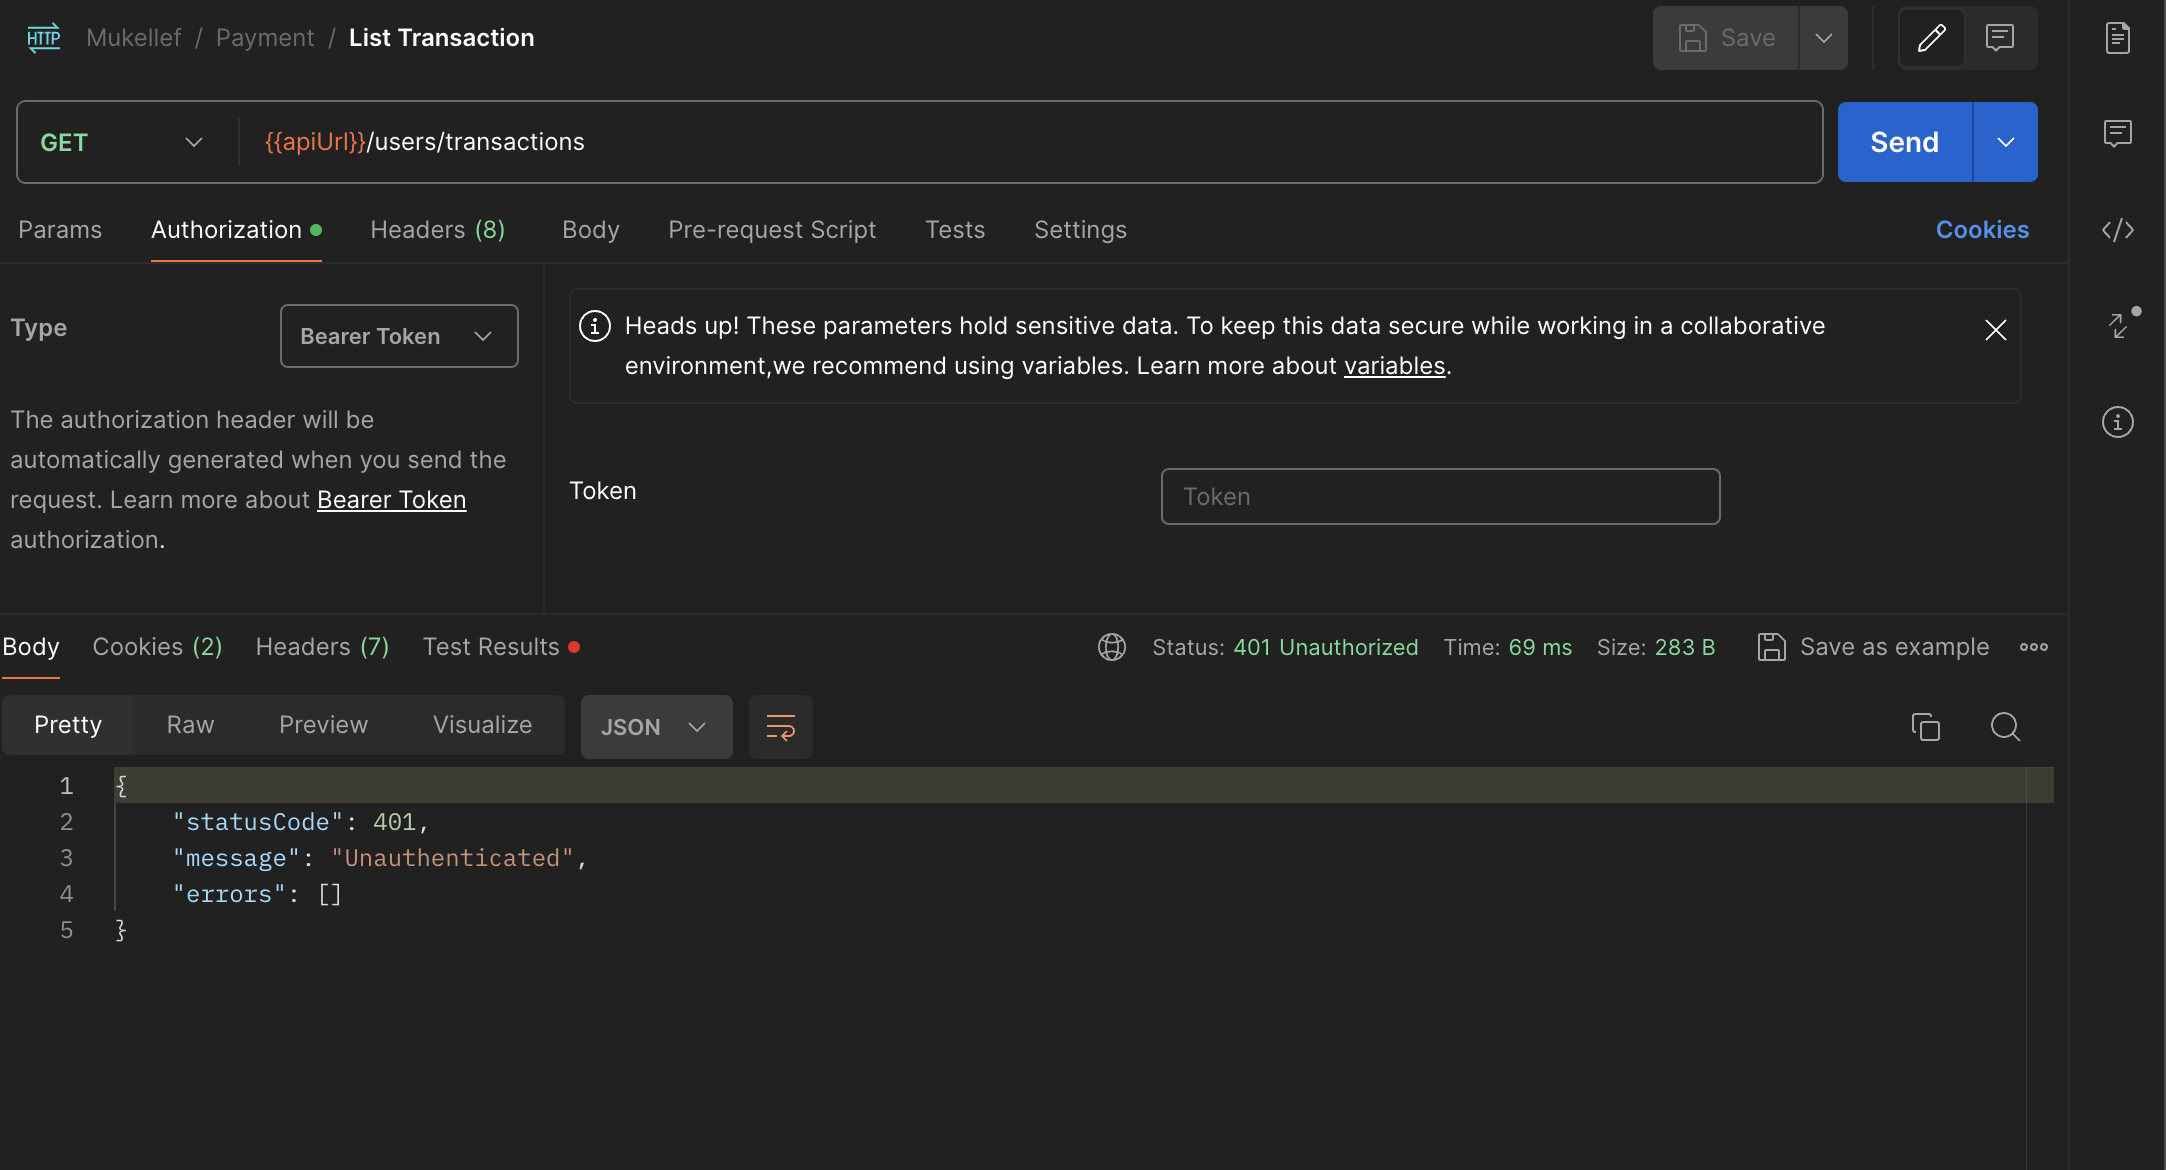 HTTP Mukellef / Payment / List Transaction
Save
GET {{apiUrl}}/users/transactions
Send
Params Authorization Headers (8) Body Pre-request Script Tests Settings Cookies
Type Bearer Token
The authorization header will be
automatically generated when you send the
request. Learn more about Bearer Token
authorization.
Heads up! These parameters hold sensitive data. To keep this data secure while working in a collaborative
environment,we recommend using variables. Learn more about variables.
Token Token
Body Cookies (2) Headers (7) Test Results Status: 401 Unauthorized Time: 69 ms Size: 283 B Save as example
Pretty Raw Preview Visualize JSON
1 {
2 "statusCode": 401,
3 "message": "Unauthenticated",
4 "errors": []
5 }